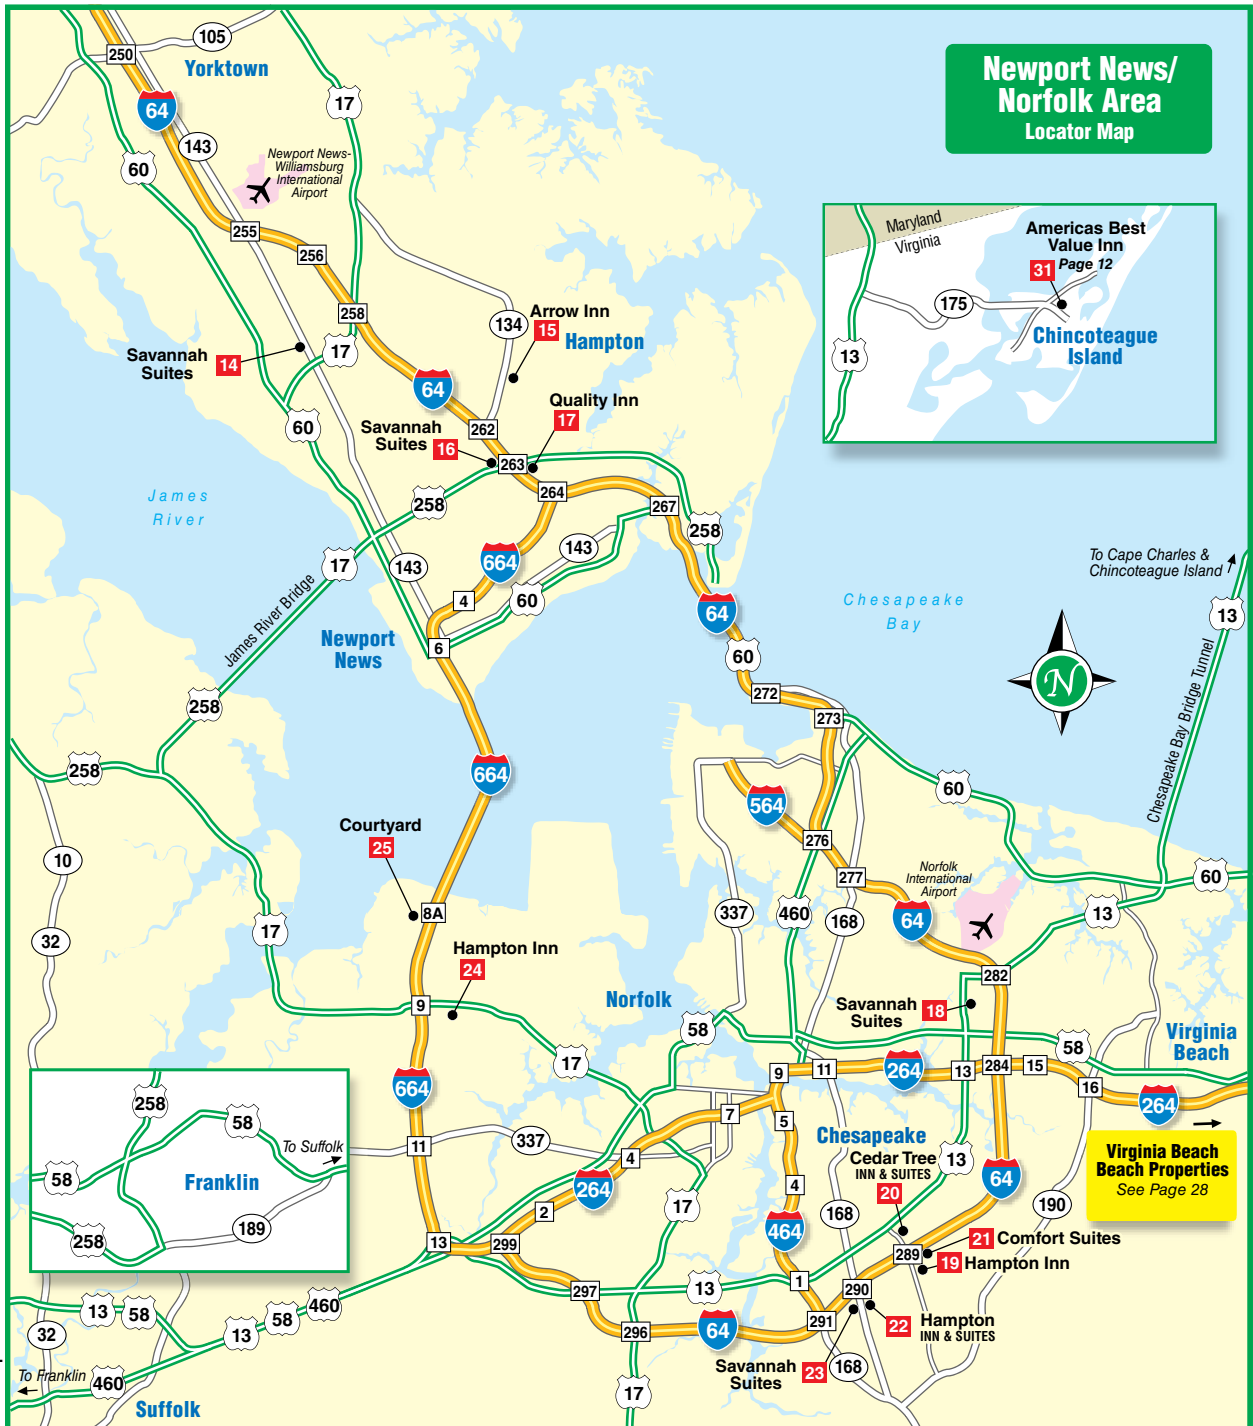 Newport News/
Norfolk Area
Locator Map
105
250
Yorktown
64
17
143
60
Newport News-
Williamsburg
International
Airport
255
256
258
134
Arrow Inn
15
Hampton
Savannah
Suites
14
17
64
Quality Inn
17
60
262
Savannah
Suites
16
263
264
267
258
258
James
River
17
143
664
143
60
4
64
James River Bridge
Newport
News
6
60
272
273
258
258
664
564
60
Chesapeake
Bay
To Cape Charles &
Chincoteague Island
13
Chesapeake Bay Bridge Tunnel
N
Maryland
Virginia
Americas Best
Value Inn
31
Page 12
175
Chincoteague
Island
13
Courtyard
25
276
277
10
8A
337
460
168
64
Norfolk
International
Airport
60
13
32
17
Hampton Inn
24
9
Norfolk
58
282
Savannah
Suites
18
Virginia
Beach
58
17
664
9
11
264
13
284
15
16
264
7
5
Chesapeake
Cedar Tree
INN & SUITES
20
13
Virginia Beach
Beach Properties
See Page 28
258
58
To Suffolk
58
Franklin
189
258
11
337
4
264
4
64
2
17
464
168
190
13
299
289
21
Comfort Suites
19
Hampton Inn
297
13
1
290
22
Hampton
INN & SUITES
296
64
291
Savannah
Suites
23
168
17
13
58
460
58
13
32
To Franklin
460
Suffolk